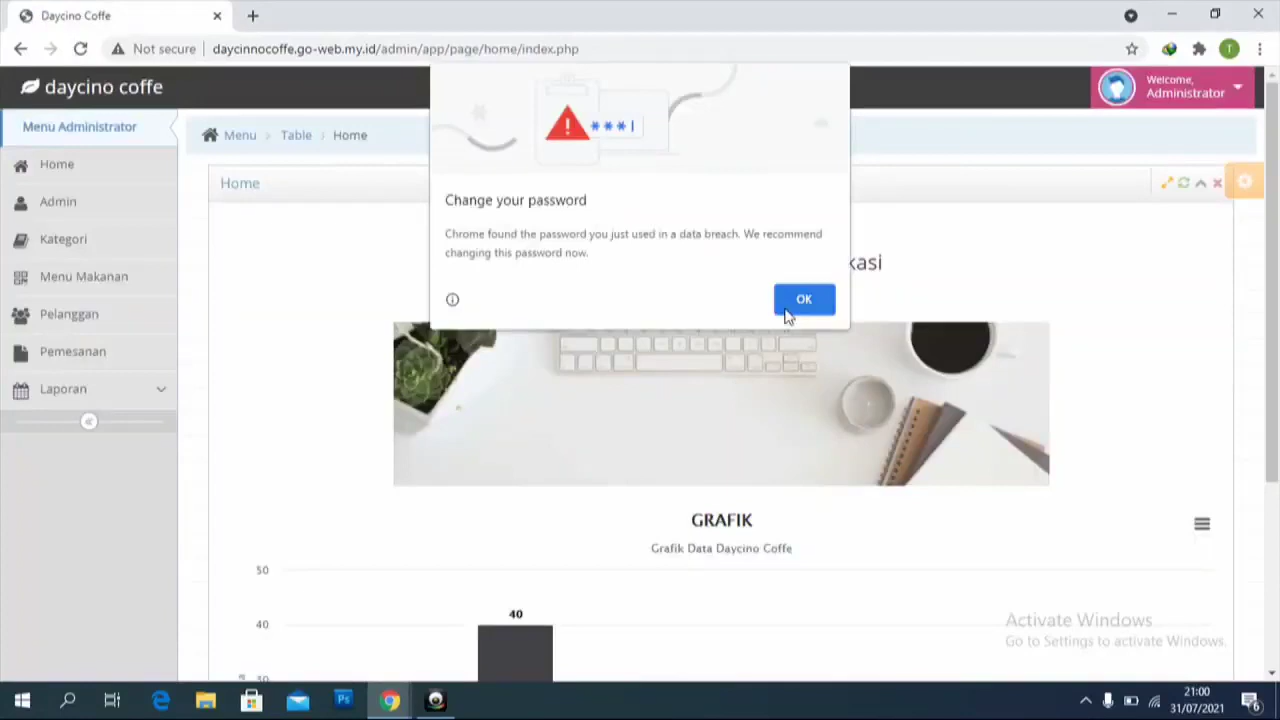 Daycino Coffe
Not secure
daycinnocoffe.go-web.my.id/admin/app/page/home/index.php
T
daycino coffe
Welcome,
Administrator
Menu Administrator
Menu
Table
Home
Home
Admin
Kategori
Menu Makanan
Pelanggan
Pemesanan
Laporan
Home
***
Change your password
Chrome found the password you just used in a data breach. We recommend
changing this password now.
OK
kasi
GRAFIK
Grafik Data Daycino Coffe
50
40
40
30
Activate Windows
Go to Settings to activate Windows.
Ps
21:00
31/07/2021
6